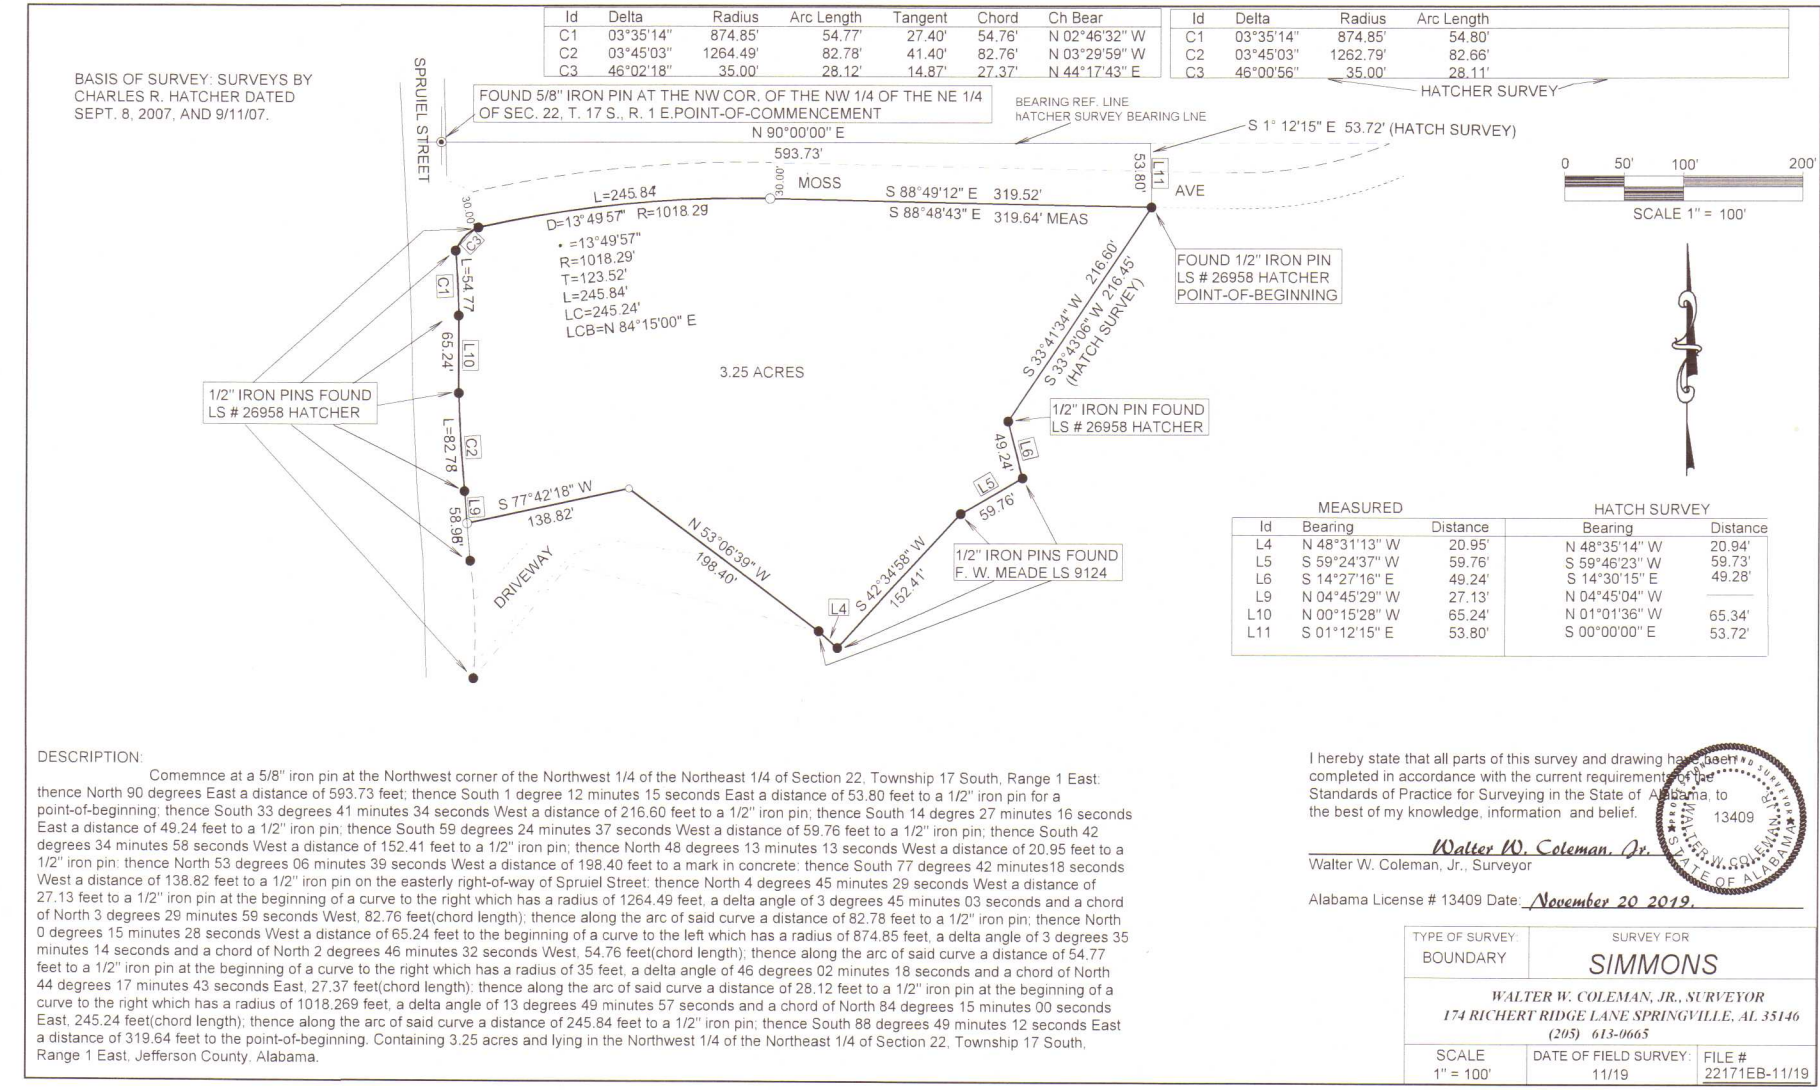 Id Delta Radius Arc Length Tangent Chord Ch Bear
C1 03°35'14" 874.85' 54.77' 27.40' 54.76' N 02°46'32" W
C2 03°45'03" 1264.49' 82.78' 41.40' 82.76' N 03°29'59" W
C3 46°02'18" 35.00' 28.12' 14.87' 27.37' N 44°17'43" E
Id Delta Radius Arc Length
C1 03°35'14" 874.85' 54.80'
C2 03°45'03" 1262.79' 82.66'
C3 46°00'56" 35.00' 28.11'
HATCHER SURVEY
BASIS OF SURVEY: SURVEYS BY
CHARLES R. HATCHER DATED
SEPT. 8, 2007, AND 9/11/07.
SPRUIEL STREET
FOUND 5/8" IRON PIN AT THE NW COR. OF THE NW 1/4 OF THE NE 1/4
OF SEC. 22, T. 17 S., R. 1 E.POINT-OF-COMMENCEMENT
N 90°00'00" E
593.73'
BEARING REF. LINE
hATCHER SURVEY BEARING LNE
S 1° 12'15" E 53.72' (HATCH SURVEY)
53.80'
L11
MOSS
AVE
30.00'
30.00'
L=245.84'
D=13°49'57" R=1018.29
• =13°49'57"
R=1018.29'
T=123.52'
L=245.84'
LC=245.24'
LCB=N 84°15'00" E
S 88°49'12" E 319.52'
S 88°48'43" E 319.64' MEAS
0 50' 100' 200'
SCALE 1" = 100'
FOUND 1/2" IRON PIN
LS # 26958 HATCHER
POINT-OF-BEGINNING
S 33°41'34" W 216.60'
S 33°43'06" W 216.45'
(HATCH SURVEY)
C3
C1
L=54.77
L10
65.24'
C2
L=82.78
L9
58.98'
1/2" IRON PINS FOUND
LS # 26958 HATCHER
3.25 ACRES
1/2" IRON PIN FOUND
LS # 26958 HATCHER
49.24'
L6
L5
59.76'
1/2" IRON PINS FOUND
F. W. MEADE LS 9124
S 77°42'18" W
138.82'
DRIVEWAY
N 53°06'39" W
198.40'
L4
S 42°34'58" W
152.41'
MEASURED HATCH SURVEY
Id Bearing Distance Bearing Distance
L4 N 48°31'13" W 20.95' N 48°35'14" W 20.94'
L5 S 59°24'37" W 59.76' S 59°46'23" W 59.73'
L6 S 14°27'16" E 49.24' S 14°30'15" E 49.28'
L9 N 04°45'29" W 27.13' N 04°45'04" W
L10 N 00°15'28" W 65.24' N 01°01'36" W 65.34'
L11 S 01°12'15" E 53.80' S 00°00'00" E 53.72'
DESCRIPTION:
Comemnce at a 5/8" iron pin at the Northwest corner of the Northwest 1/4 of the Northeast 1/4 of Section 22, Township 17 South, Range 1 East:
thence North 90 degrees East a distance of 593.73 feet; thence South 1 degree 12 minutes 15 seconds East a distance of 53.80 feet to a 1/2" iron pin for a
point-of-beginning; thence South 33 degrees 41 minutes 34 seconds West a distance of 216.60 feet to a 1/2" iron pin; thence South 14 degres 27 minutes 16 seconds
East a distance of 49.24 feet to a 1/2" iron pin; thence South 59 degrees 24 minutes 37 seconds West a distance of 59.76 feet to a 1/2" iron pin; thence South 42
degrees 34 minutes 58 seconds West a distance of 152.41 feet to a 1/2" iron pin; thence North 48 degrees 13 minutes 13 seconds West a distance of 20.95 feet to a
1/2" iron pin: thence North 53 degrees 06 minutes 39 seconds West a distance of 198.40 feet to a mark in concrete: thence South 77 degrees 42 minutes18 seconds
West a distance of 138.82 feet to a 1/2" iron pin on the easterly right-of-way of Spruiel Street: thence North 4 degrees 45 minutes 29 seconds West a distance of
27.13 feet to a 1/2" iron pin at the beginning of a curve to the right which has a radius of 1264.49 feet, a delta angle of 3 degrees 45 minutes 03 seconds and a chord
of North 3 degrees 29 minutes 59 seconds West, 82.76 feet(chord length); thence along the arc of said curve a distance of 82.78 feet to a 1/2" iron pin; thence North
0 degrees 15 minutes 28 seconds West a distance of 65.24 feet to the beginning of a curve to the left which has a radius of 874.85 feet, a delta angle of 3 degrees 35
minutes 14 seconds and a chord of North 2 degrees 46 minutes 32 seconds West, 54.76 feet(chord length); thence along the arc of said curve a distance of 54.77
feet to a 1/2" iron pin at the beginning of a curve to the right which has a radius of 35 feet, a delta angle of 46 degrees 02 minutes 18 seconds and a chord of North
44 degrees 17 minutes 43 seconds East, 27.37 feet(chord length): thence along the arc of said curve a distance of 28.12 feet to a 1/2" iron pin at the beginning of a
curve to the right which has a radius of 1018.269 feet, a delta angle of 13 degrees 49 minutes 57 seconds and a chord of North 84 degrees 15 minutes 00 seconds
East, 245.24 feet(chord length); thence along the arc of said curve a distance of 245.84 feet to a 1/2" iron pin; thence South 88 degrees 49 minutes 12 seconds East
a distance of 319.64 feet to the point-of-beginning. Containing 3.25 acres and lying in the Northwest 1/4 of the Northeast 1/4 of Section 22, Township 17 South,
Range 1 East, Jefferson County. Alabama.
I hereby state that all parts of this survey and drawing have been
completed in accordance with the current requirements of the
Standards of Practice for Surveying in the State of Alabama, to
the best of my knowledge, information and belief.
Walter W. Coleman, Jr.
Walter W. Coleman, Jr., Surveyor
Alabama License # 13409 Date: November 20 2019.
PROFESSIONAL LAND SURVEYOR
WALTER W. COLEMAN, JR.
13409
STATE OF ALABAMA
TYPE OF SURVEY:
BOUNDARY
SURVEY FOR
SIMMONS
WALTER W. COLEMAN, JR., SURVEYOR
174 RICHERT RIDGE LANE SPRINGVILLE, AL 35146
(205) 613-0665
SCALE
1" = 100'
DATE OF FIELD SURVEY:
11/19
FILE #
22171EB-11/19